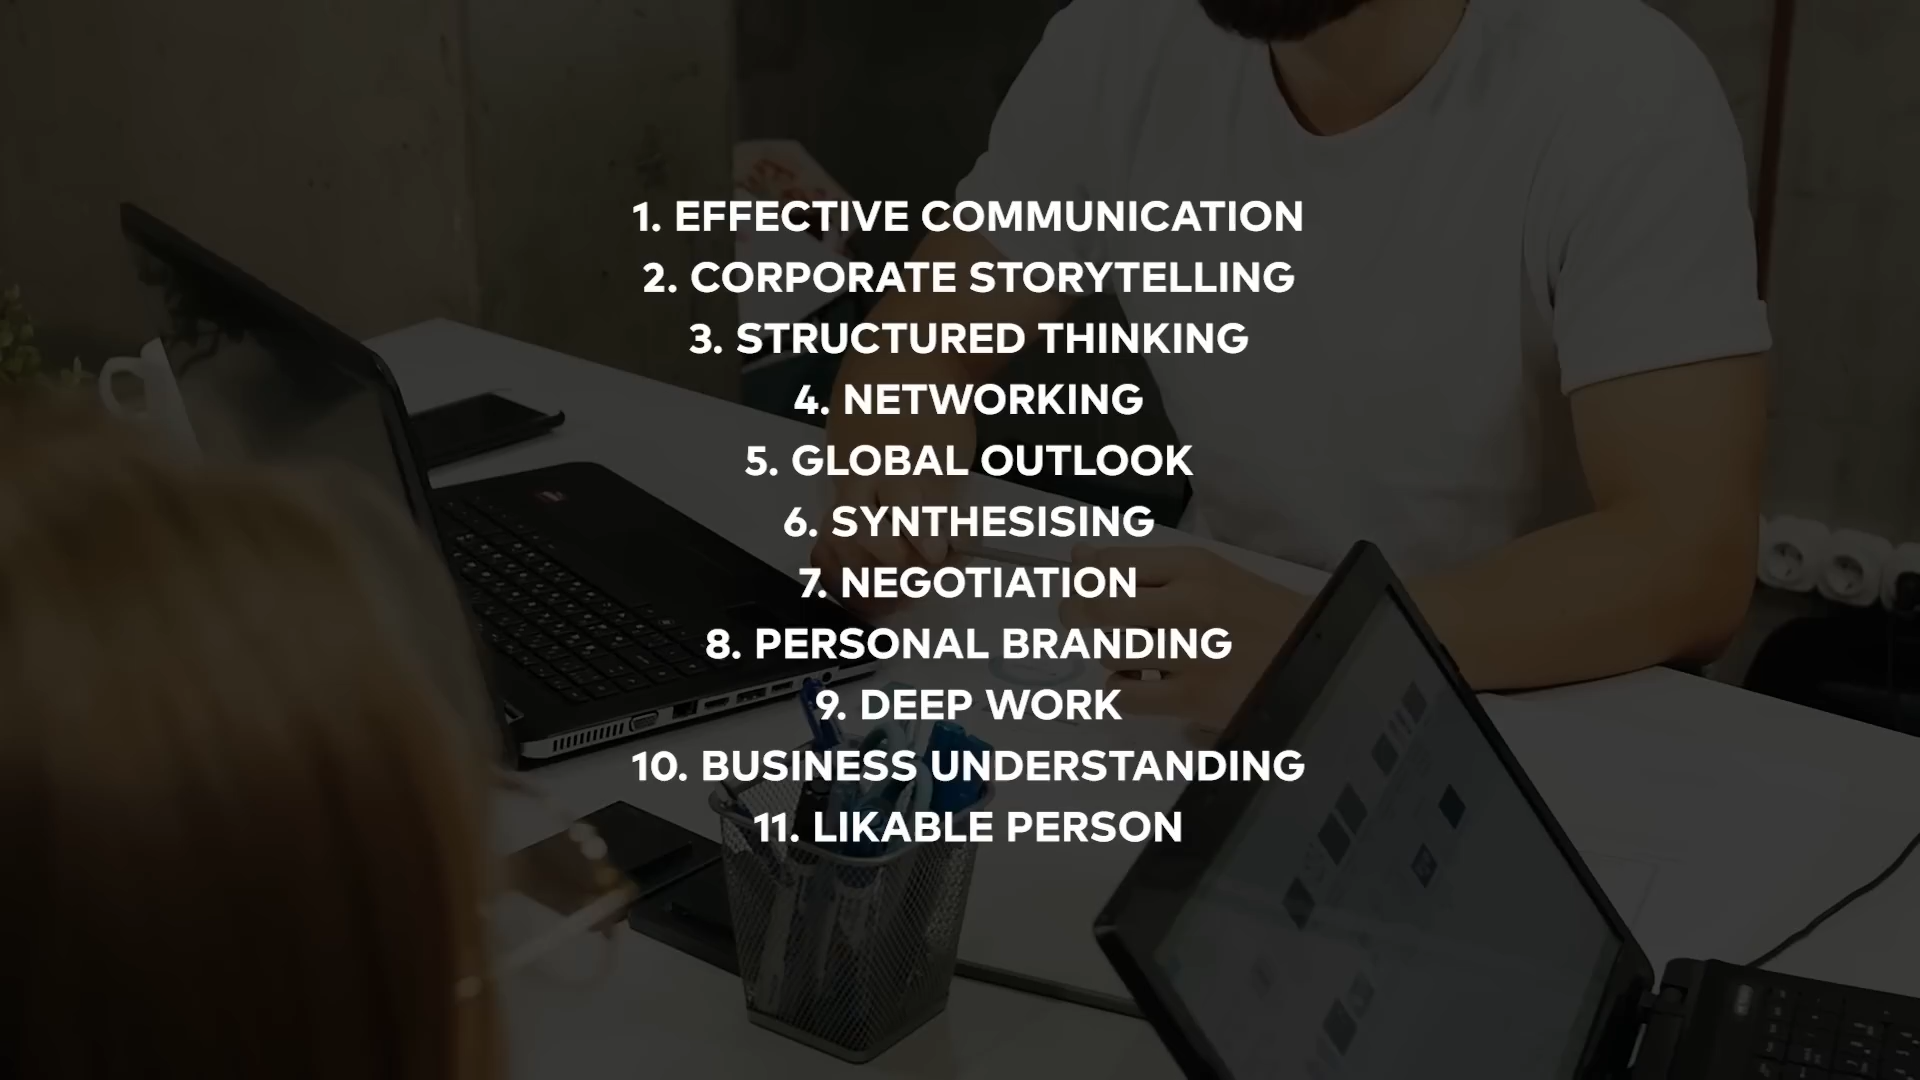 1. EFFECTIVE COMMUNICATION
2. CORPORATE STORYTELLING
3. STRUCTURED THINKING
4. NETWORKING
5. GLOBAL OUTLOOK
6. SYNTHESISING
7. NEGOTIATION
8. PERSONAL BRANDING
9. DEEP WORK
10. BUSINESS UNDERSTANDING
11. LIKABLE PERSON